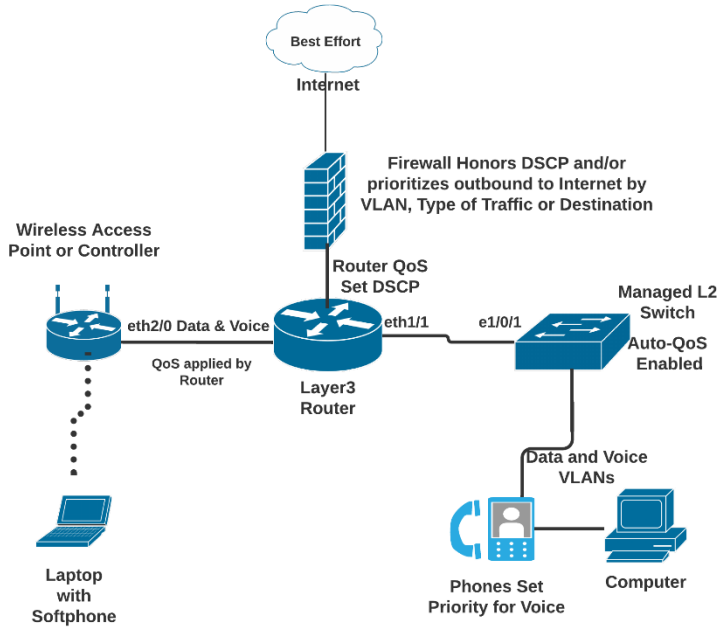 Best Effort
Internet
Firewall Honors DSCP and/or
prioritizes outbound to Internet by
VLAN, Type of Traffic or Destination
Wireless Access
Point or Controller
Router QoS
Set DSCP
Managed L2
Switch
eth2/0 Data & Voice
eth1/1
e1/0/1
Auto-QoS
Enabled
QoS applied by
Router
Layer3
Router
Data and Voice
VLANs
Laptop
with
Softphone
Phones Set
Priority for Voice
Computer